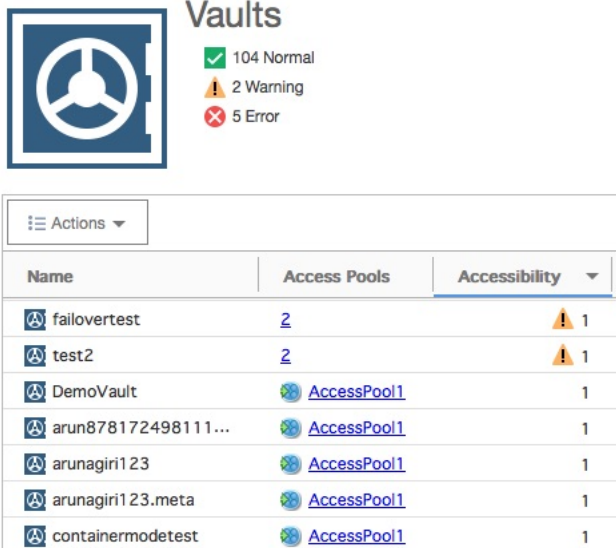 Vaults
104 Normal
2 Warning
5 Error
Actions
Name Access Pools Accessibility
failovertest 2 1
test2 2 1
DemoVault AccessPool1 1
arun878172498111... AccessPool1 1
arunagiri123 AccessPool1 1
arunagiri123.meta AccessPool1 1
containermodetest AccessPool1 1